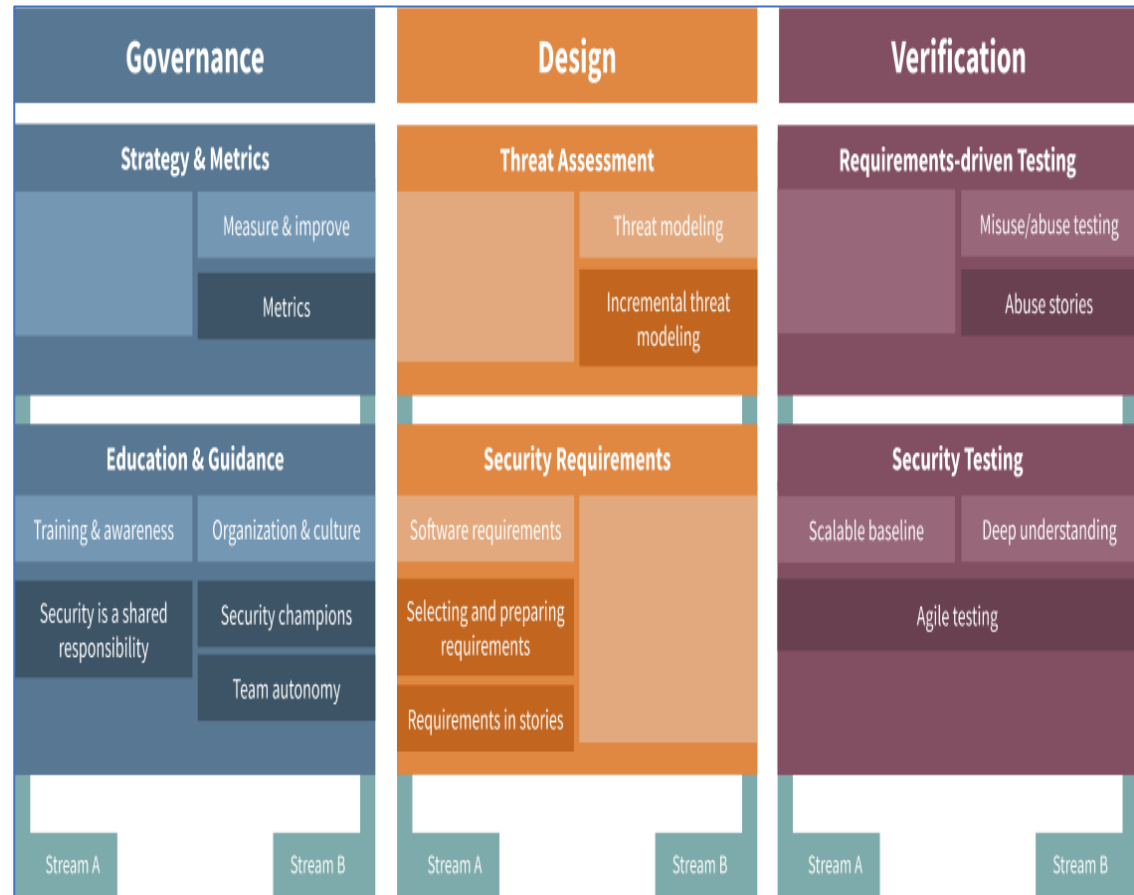 Governance
Design
Verification
Strategy & Metrics
Threat Assessment
Requirements-driven Testing
Measure & improve
Threat modeling
Misuse/abuse testing
Metrics
Incremental threat
modeling
Abuse stories
Education & Guidance
Security Requirements
Security Testing
Training & awareness
Organization & culture
Software requirements
Scalable baseline
Deep understanding
Security is a shared
responsibility
Security champions
Team autonomy
Selecting and preparing
requirements
Requirements in stories
Agile testing
Stream A
Stream B
Stream A
Stream B
Stream A
Stream B